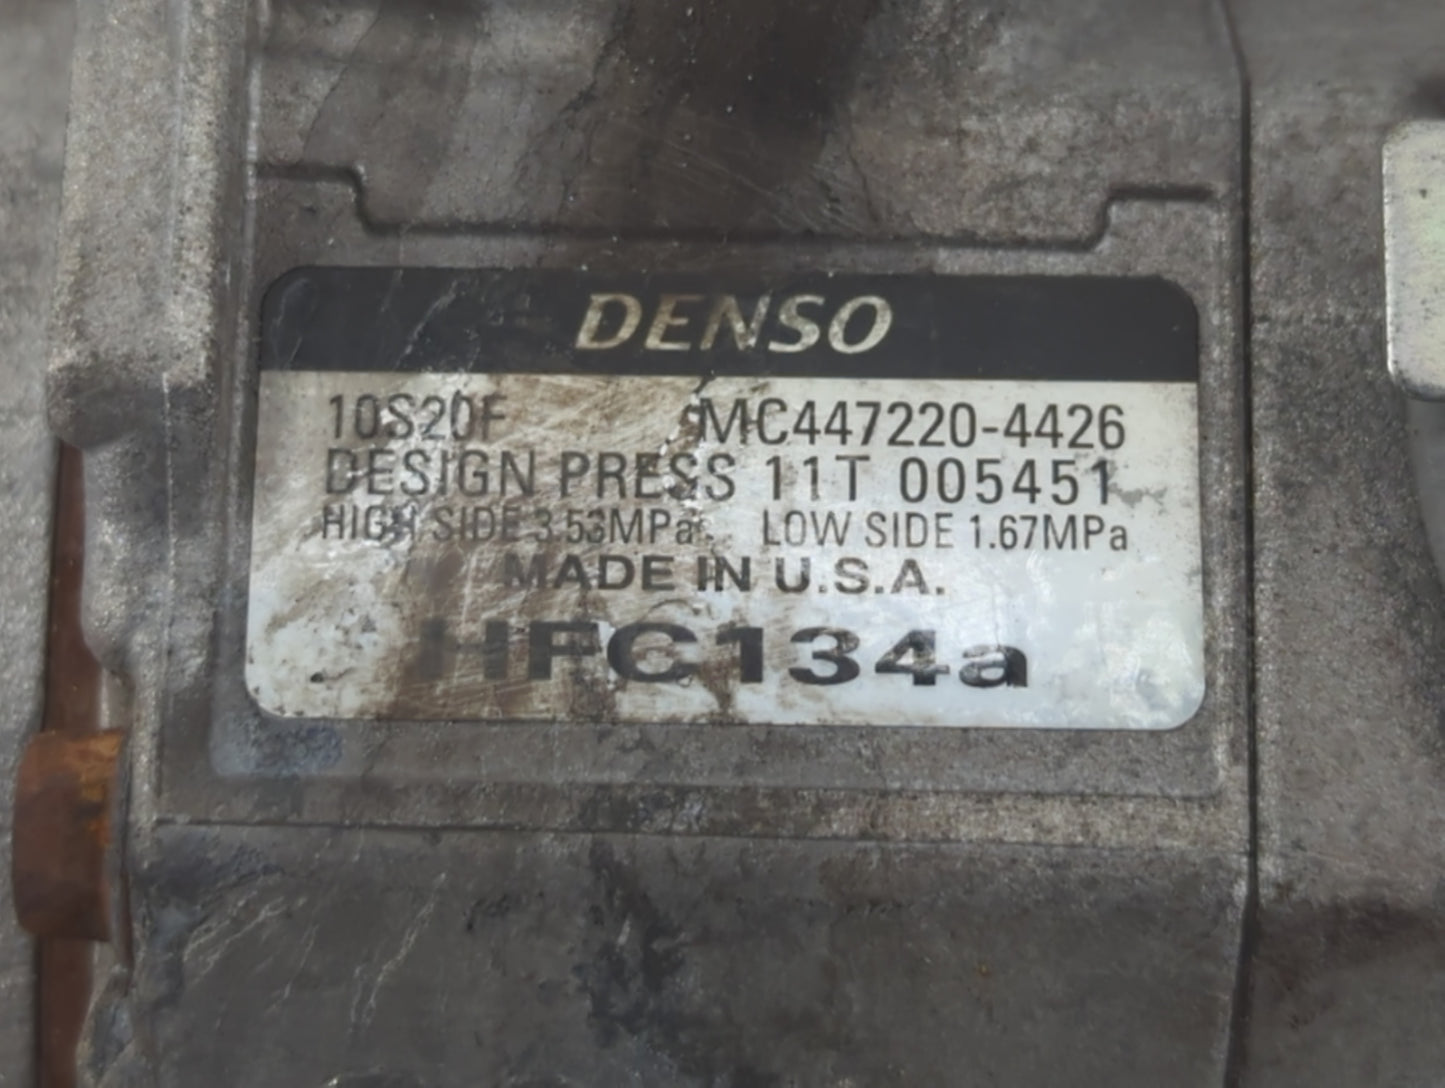 DENSO
10S20F MC447220-4426
DESIGN PRESS 11T 005451
HIGH SIDE 3.53MPa LOW SIDE 1.67MPa
MADE IN U.S.A.
HFC134a